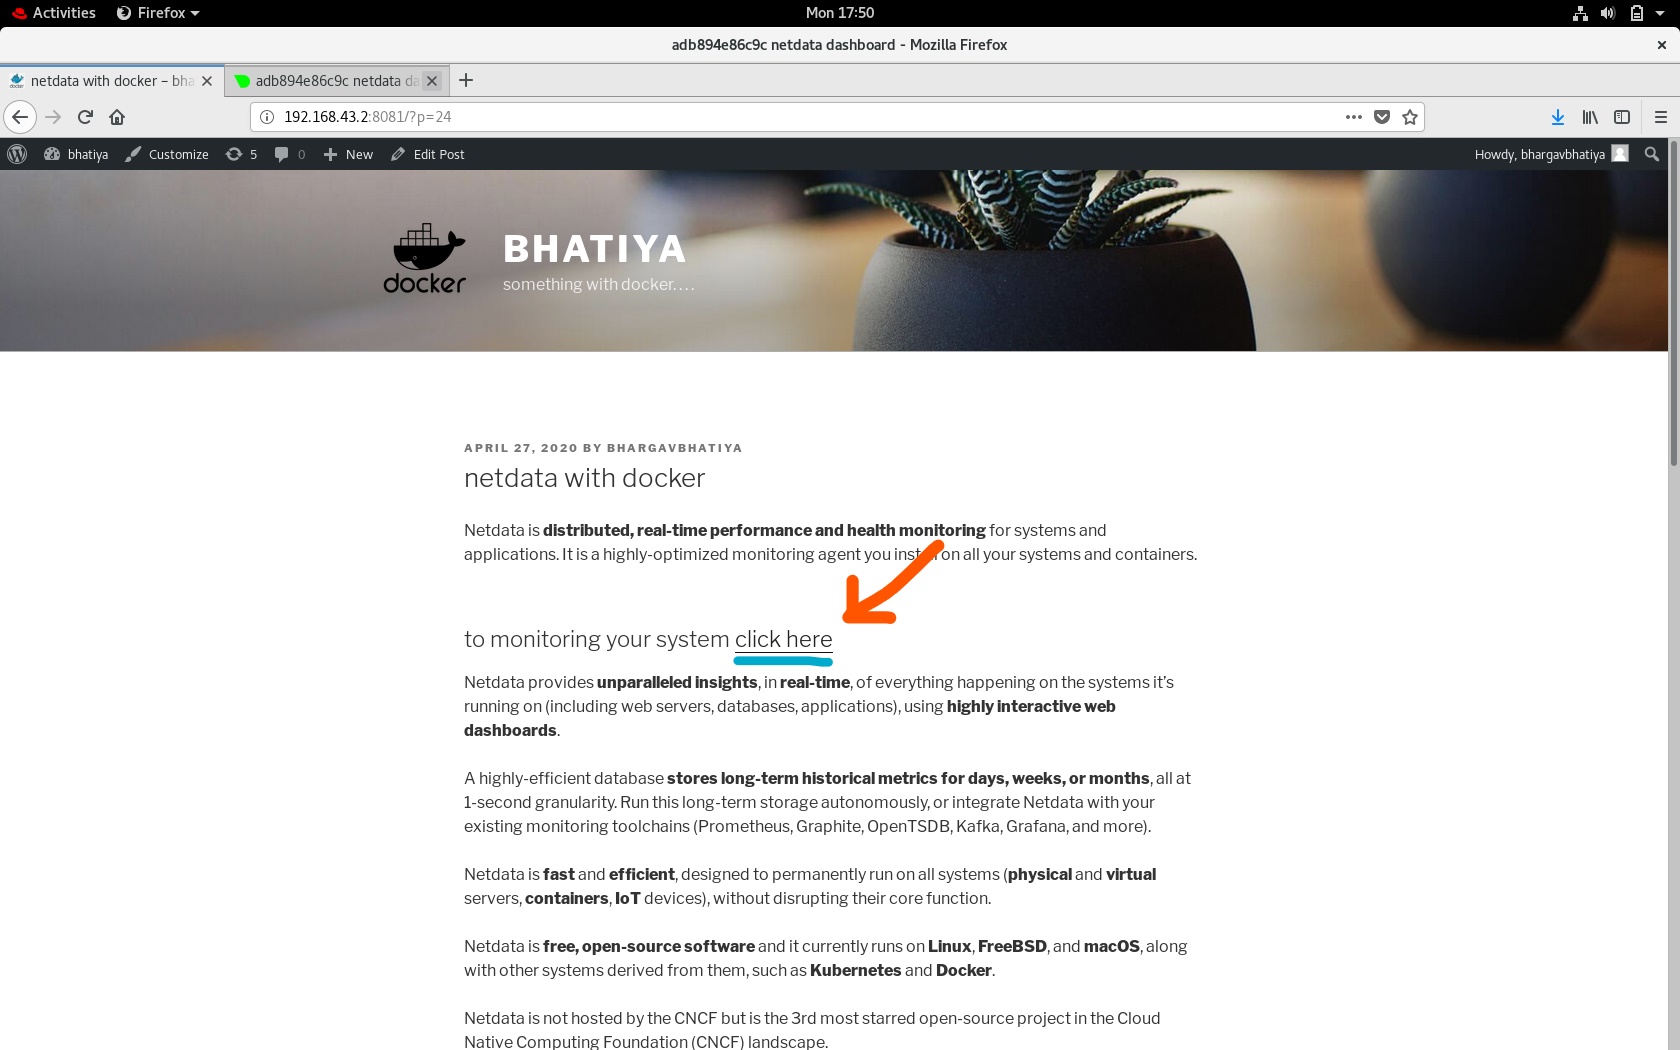 Activities Firefox Mon 17:50
adb894e86c9c netdata dashboard - Mozilla Firefox
netdata with docker – bha adb894e86c9c netdata da
192.168.43.2:8081/?p=24
bhatiya Customize 5 0 New Edit Post Howdy, bhargavbhatiya
docker
BHATIYA
something with docker....
APRIL 27, 2020 BY BHARGAVBHATIYA
netdata with docker
Netdata is distributed, real-time performance and health monitoring for systems and
applications. It is a highly-optimized monitoring agent you install on all your systems and containers.
to monitoring your system click here
Netdata provides unparalleled insights, in real-time, of everything happening on the systems it’s
running on (including web servers, databases, applications), using highly interactive web
dashboards.
A highly-efficient database stores long-term historical metrics for days, weeks, or months, all at
1-second granularity. Run this long-term storage autonomously, or integrate Netdata with your
existing monitoring toolchains (Prometheus, Graphite, OpenTSDB, Kafka, Grafana, and more).
Netdata is fast and efficient, designed to permanently run on all systems (physical and virtual
servers, containers, IoT devices), without disrupting their core function.
Netdata is free, open-source software and it currently runs on Linux, FreeBSD, and macOS, along
with other systems derived from them, such as Kubernetes and Docker.
Netdata is not hosted by the CNCF but is the 3rd most starred open-source project in the Cloud
Native Computing Foundation (CNCF) landscape.